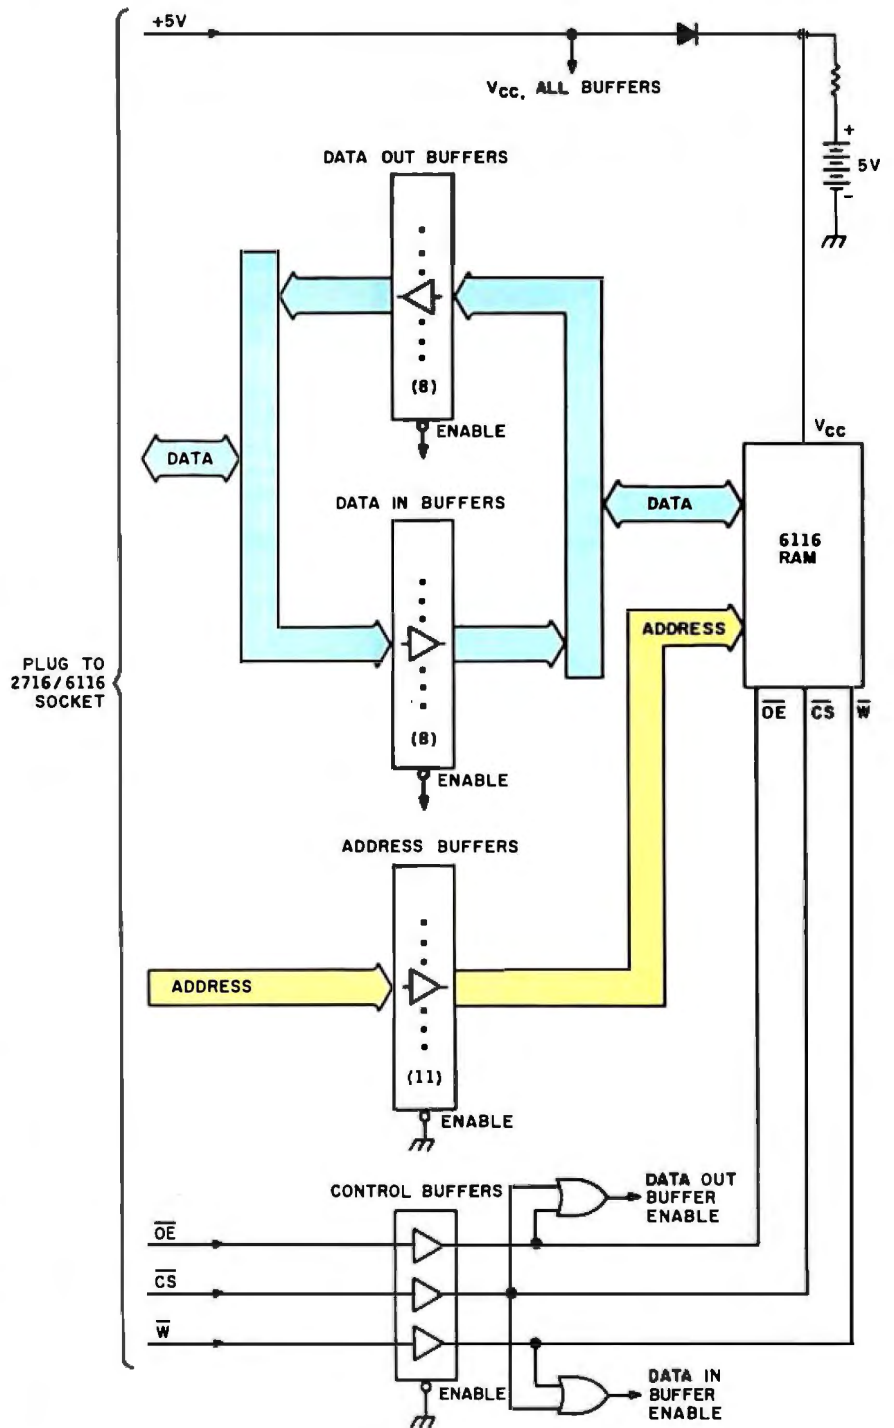 +5V
VCC, ALL BUFFERS
+
5V
-
DATA OUT BUFFERS
(8)
ENABLE
VCC
DATA
DATA IN BUFFERS
DATA
6116
RAM
ADDRESS
PLUG TO
2716/6116
SOCKET
(8)
ENABLE
OE CS W
ADDRESS BUFFERS
ADDRESS
(11)
ENABLE
CONTROL BUFFERS
DATA OUT
BUFFER
ENABLE
OE
CS
W
ENABLE
DATA IN
BUFFER
ENABLE